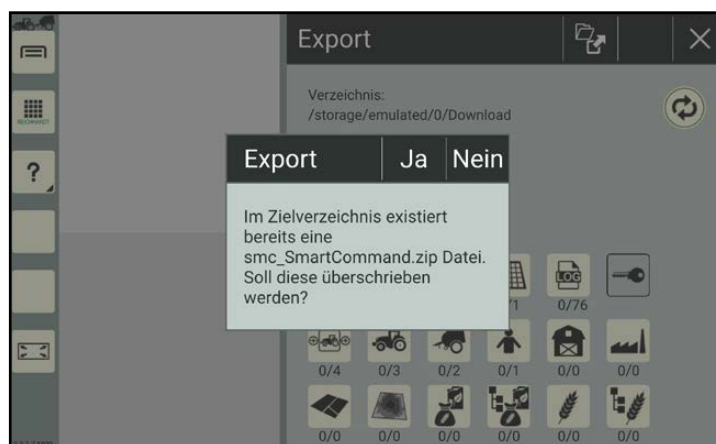 Export
Verzeichnis:
/storage/emulated/0/Download
REICHHARDT
?
Export Ja Nein
Im Zielverzeichnis existiert
bereits eine
smc_SmartCommand.zip Datei.
Soll diese überschrieben
werden?
LOG
0/76
0/4 0/3 0/2 0/1 0/0 0/0
0/0 0/0 0/0 0/0 0/0 0/0